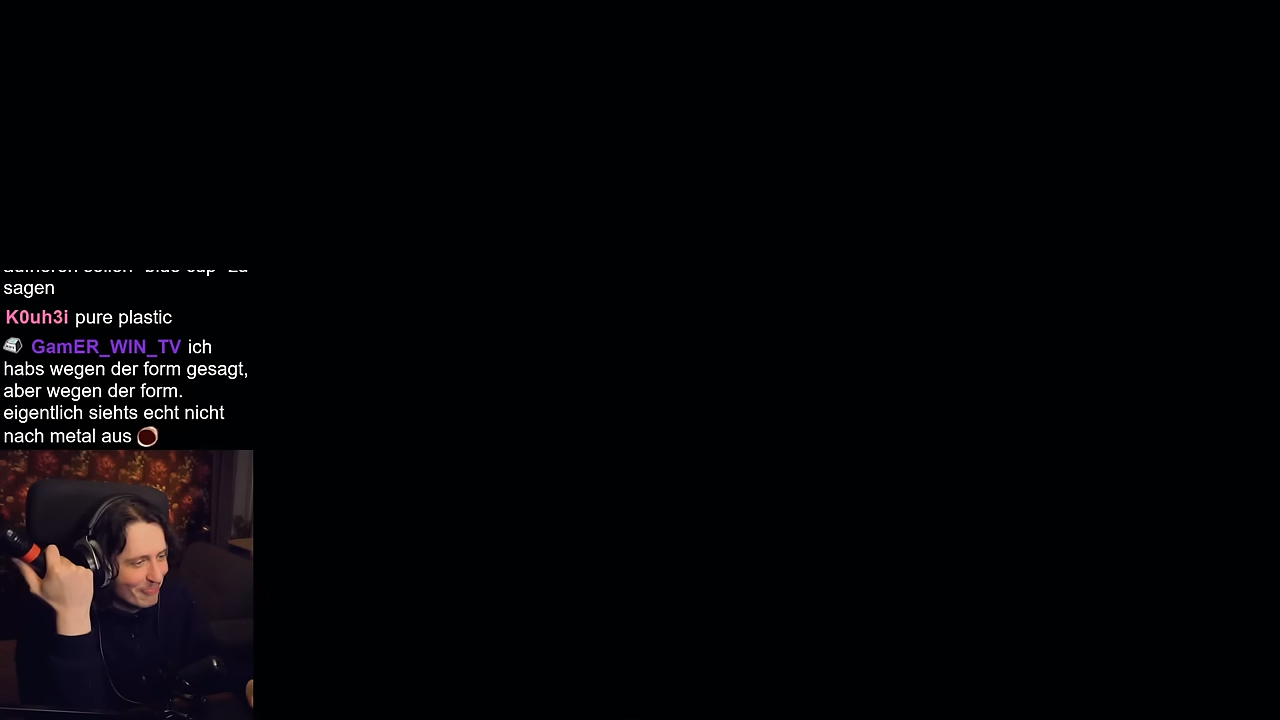 sagen
K0uh3i pure plastic
GamER_WIN_TV ich
habs wegen der form gesagt,
aber wegen der form.
eigentlich siehts echt nicht
nach metal aus